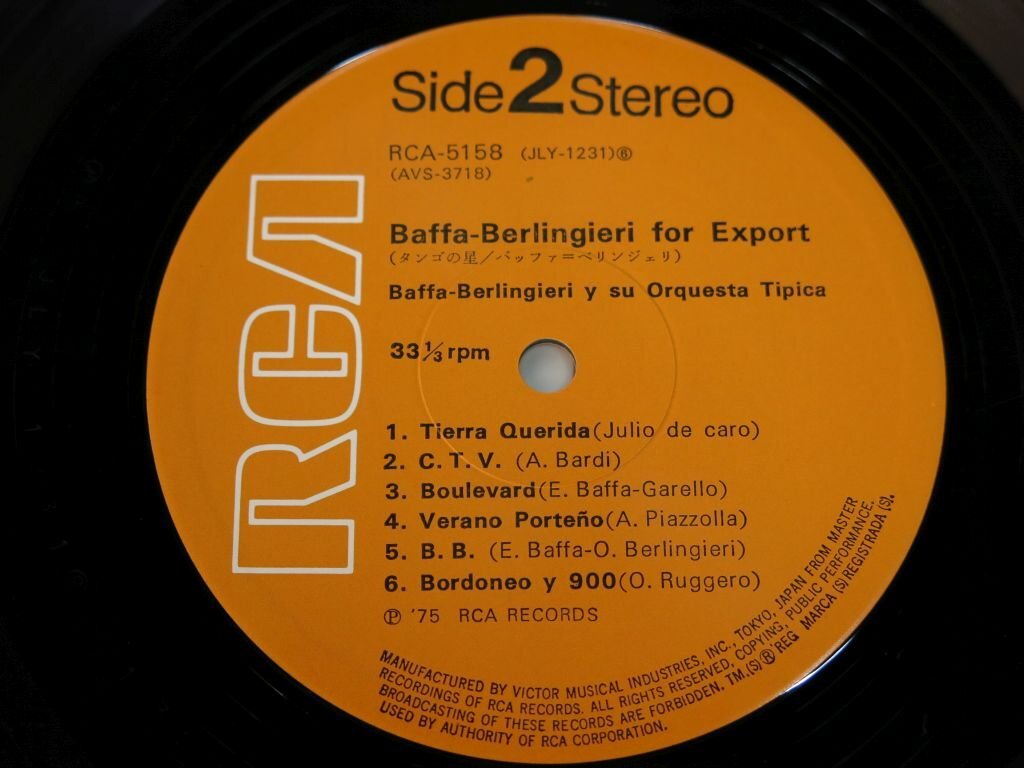 Side 2 Stereo
RCA-5158 (JLY-1231)⑥
(AVS-3718)
RCA
Baffa-Berlingieri for Export
(タンゴの星／バッファ＝ベリンジェリ)
Baffa-Berlingieri y su Orquesta Tipica
33 1/3 rpm
1. Tierra Querida(Julio de caro)
2. C. T. V. (A. Bardi)
3. Boulevard(E. Baffa-Garello)
4. Verano Porteño(A. Piazzolla)
5. B. B. (E. Baffa-O. Berlingieri)
6. Bordoneo y 900(O. Ruggero)
Ⓟ '75 RCA RECORDS
MANUFACTURED BY VICTOR MUSICAL INDUSTRIES, INC., TOKYO, JAPAN FROM MASTER
RECORDINGS OF RCA RECORDS. ALL RIGHTS RESERVED, COPYING, PUBLIC PERFORMANCE.
BROADCASTING OF THESE RECORDS ARE FORBIDDEN. TM.(S)® REG MARCA (S) REGISTRADA (S).
USED BY AUTHORITY OF RCA CORPORATION.